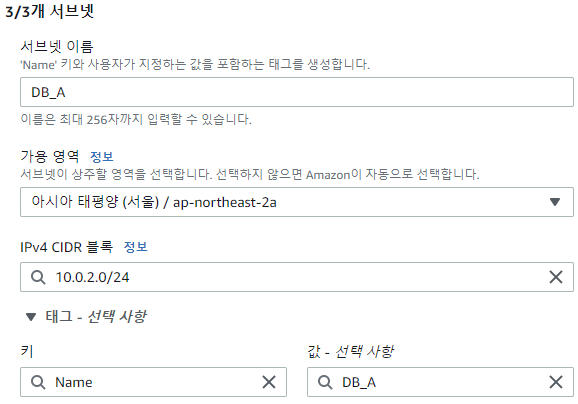 3/3개 서브넷
서브넷 이름
'Name' 키와 사용자가 지정하는 값을 포함하는 태그를 생성합니다.
DB_A
이름은 최대 256자까지 입력할 수 있습니다.
가용 영역 정보
서브넷이 상주할 영역을 선택합니다. 선택하지 않으면 Amazon이 자동으로 선택합니다.
아시아 태평양 (서울) / ap-northeast-2a
IPv4 CIDR 블록 정보
10.0.2.0/24
태그 - 선택 사항
키 값 - 선택 사항
Name DB_A